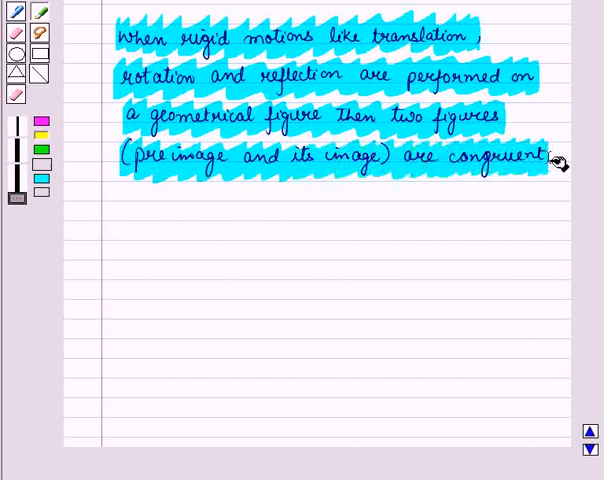 when rigid motions like translation,
rotation and reflection are performed on
a geometrical figure then two figures
(pre image and its image) are congruent